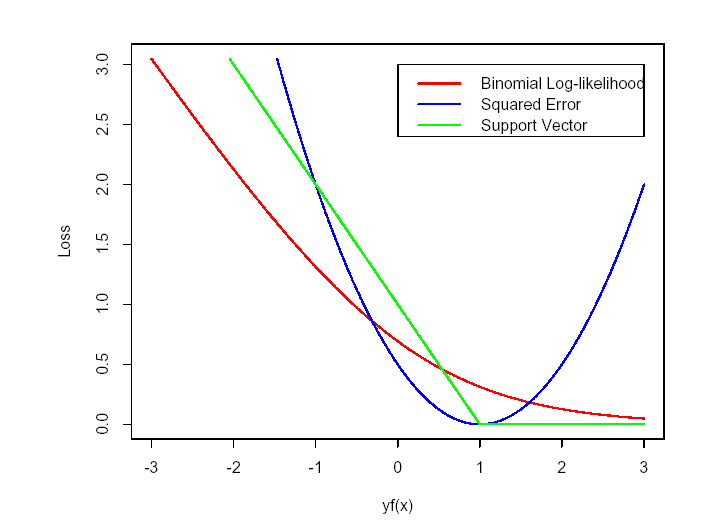 3.0
2.5
2.0
1.5
1.0
0.5
0.0
Loss
Binomial Log-likelihood
Squared Error
Support Vector
-3 -2 -1 0 1 2 3
yf(x)